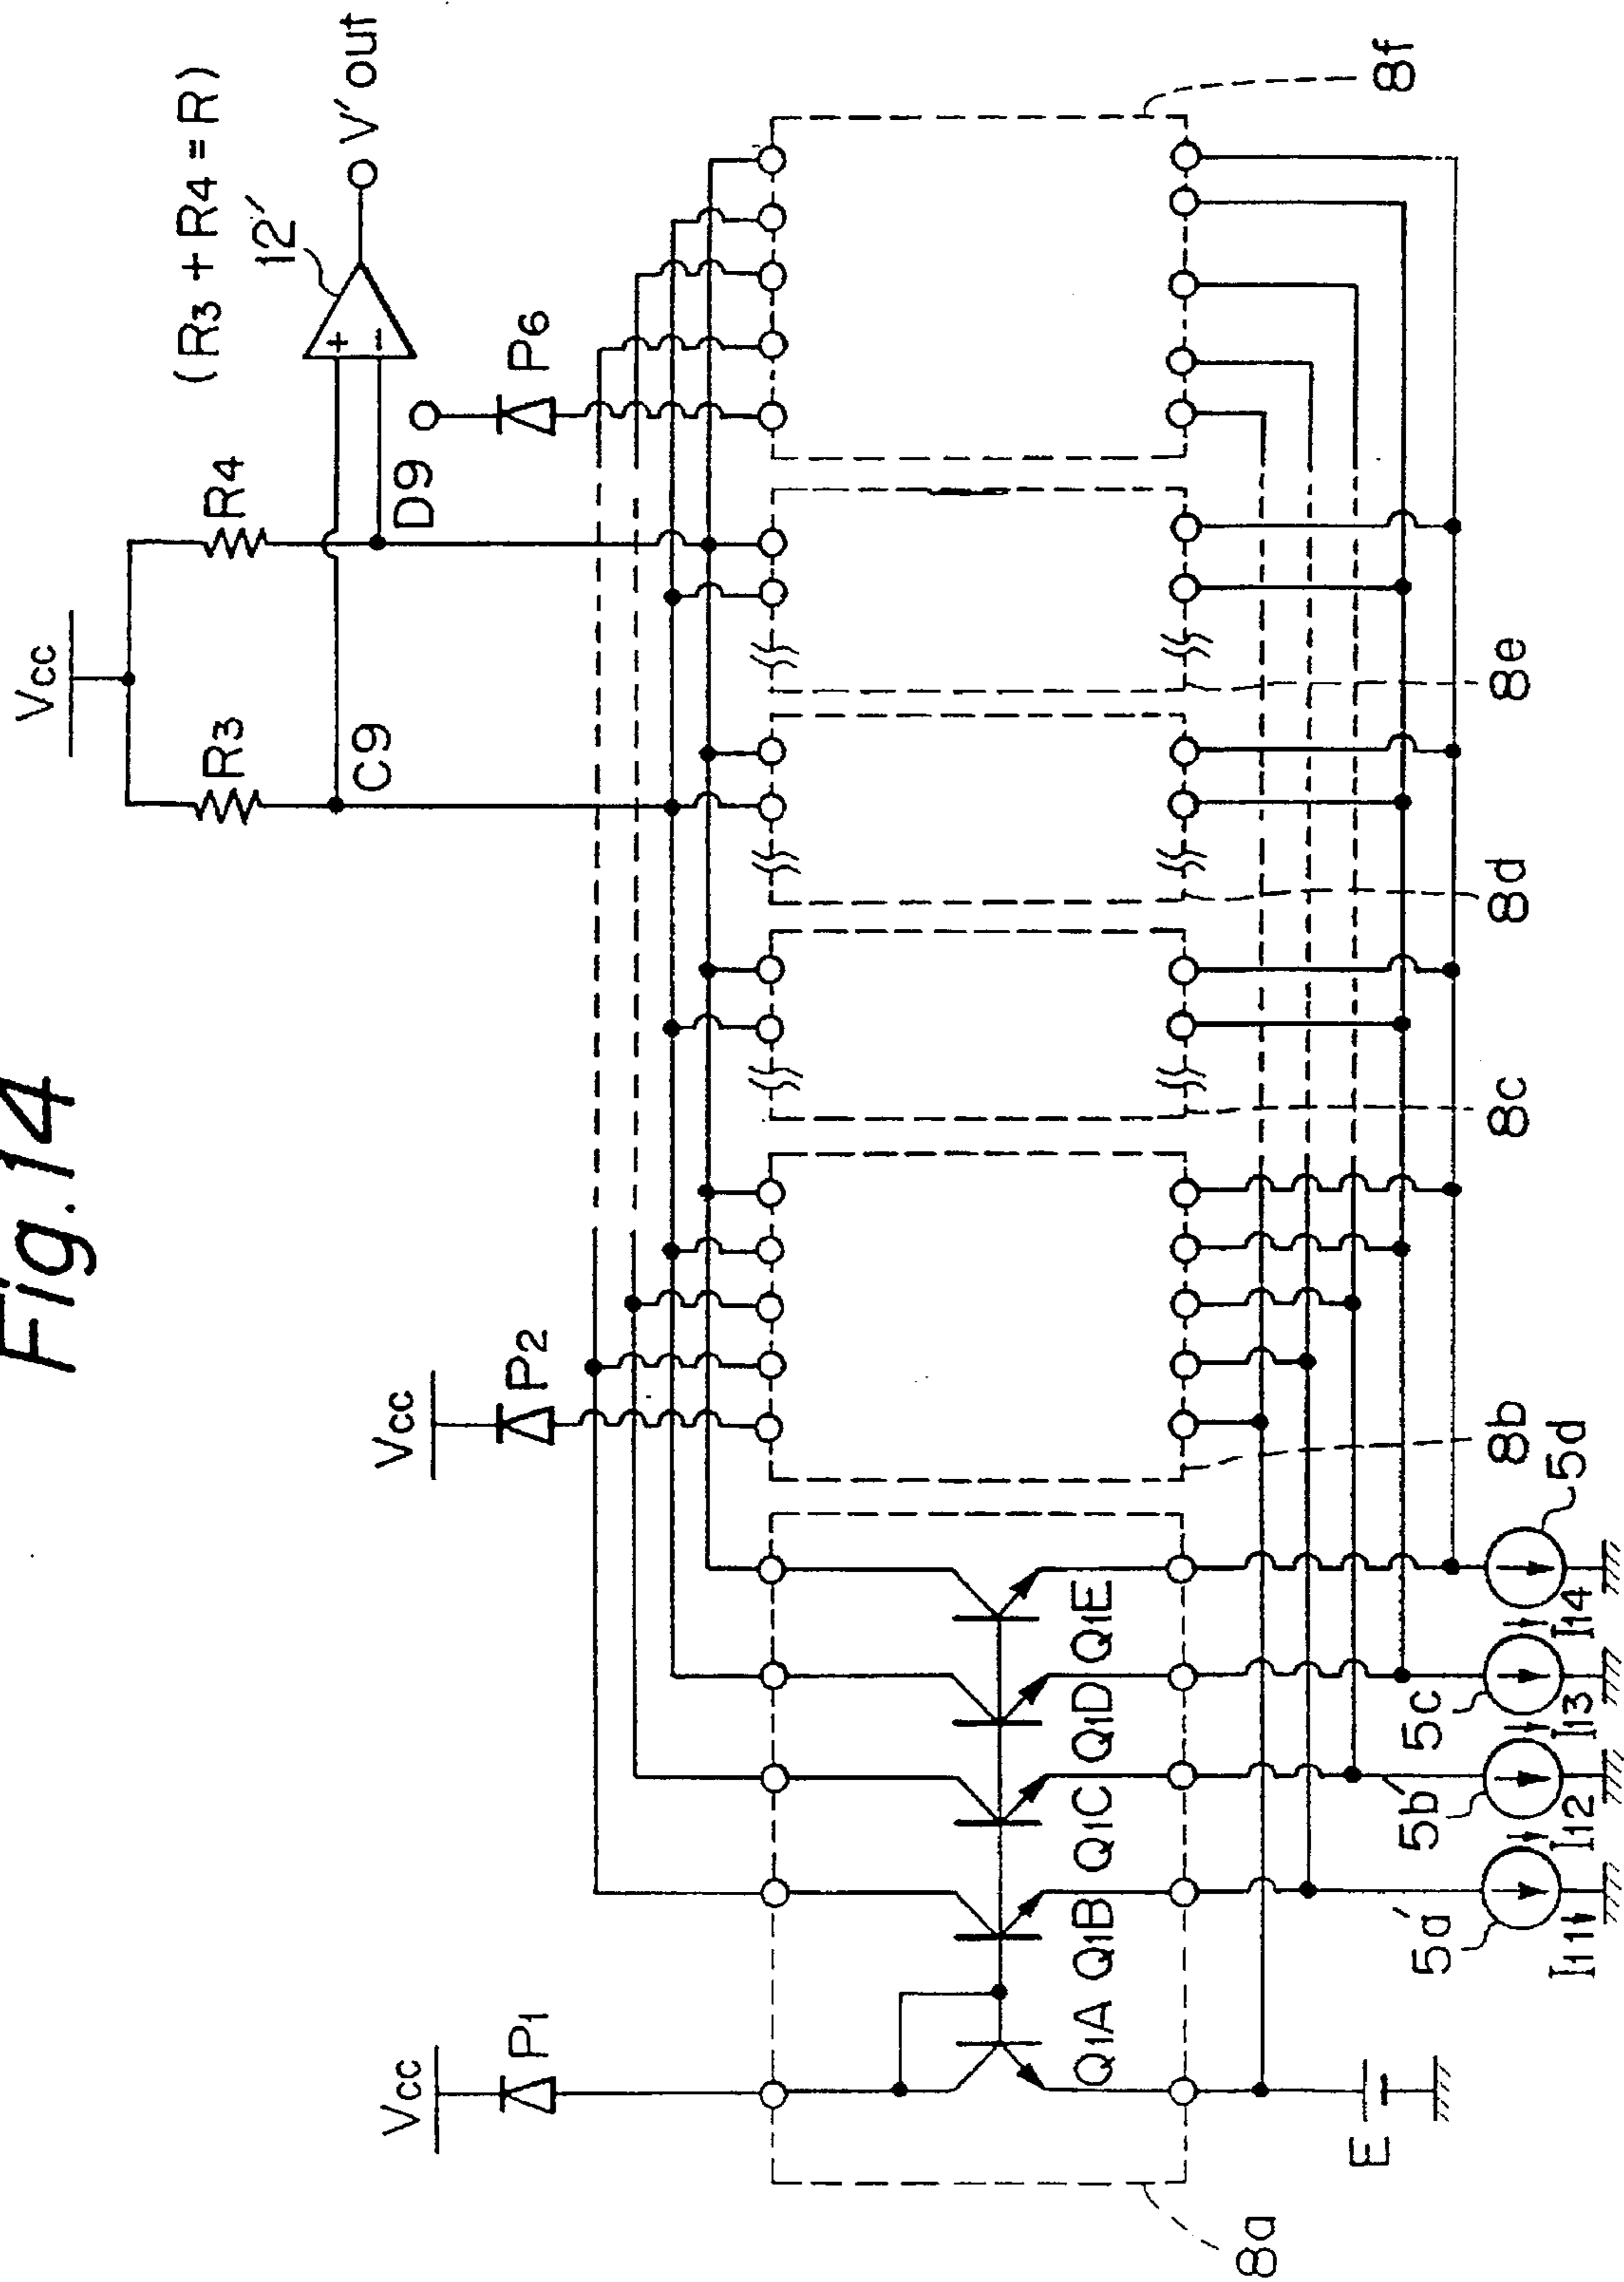 Fig.14
Vcc
R3
R4
(R3 + R4 = R)
12'
+
−
V'out
C9
D9
Vcc
P1
Vcc
P2
P6
Q1A
Q1B
Q1C
Q1D
Q1E
8a
8b
8c
8d
8e
8f
E
5a'
5b
5c
5d
I11
I12
I13
I14